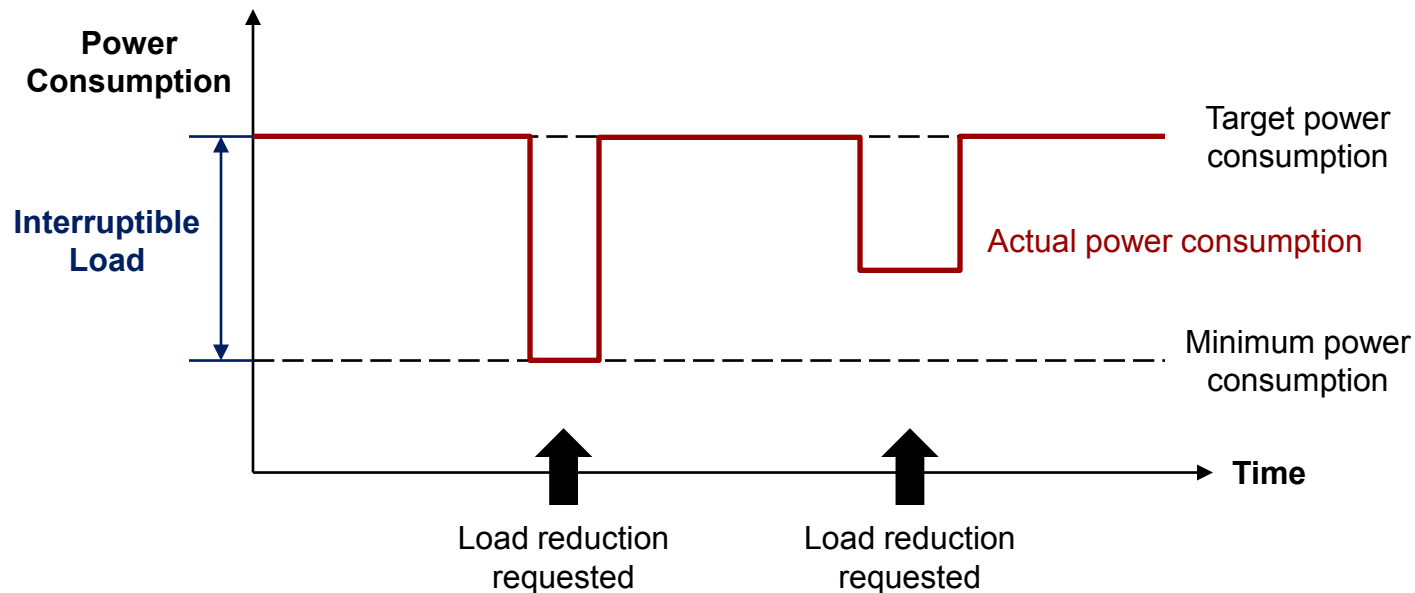 Power
Consumption
Target power
consumption
Interruptible
Load
Actual power consumption
Minimum power
consumption
Time
Load reduction
requested
Load reduction
requested